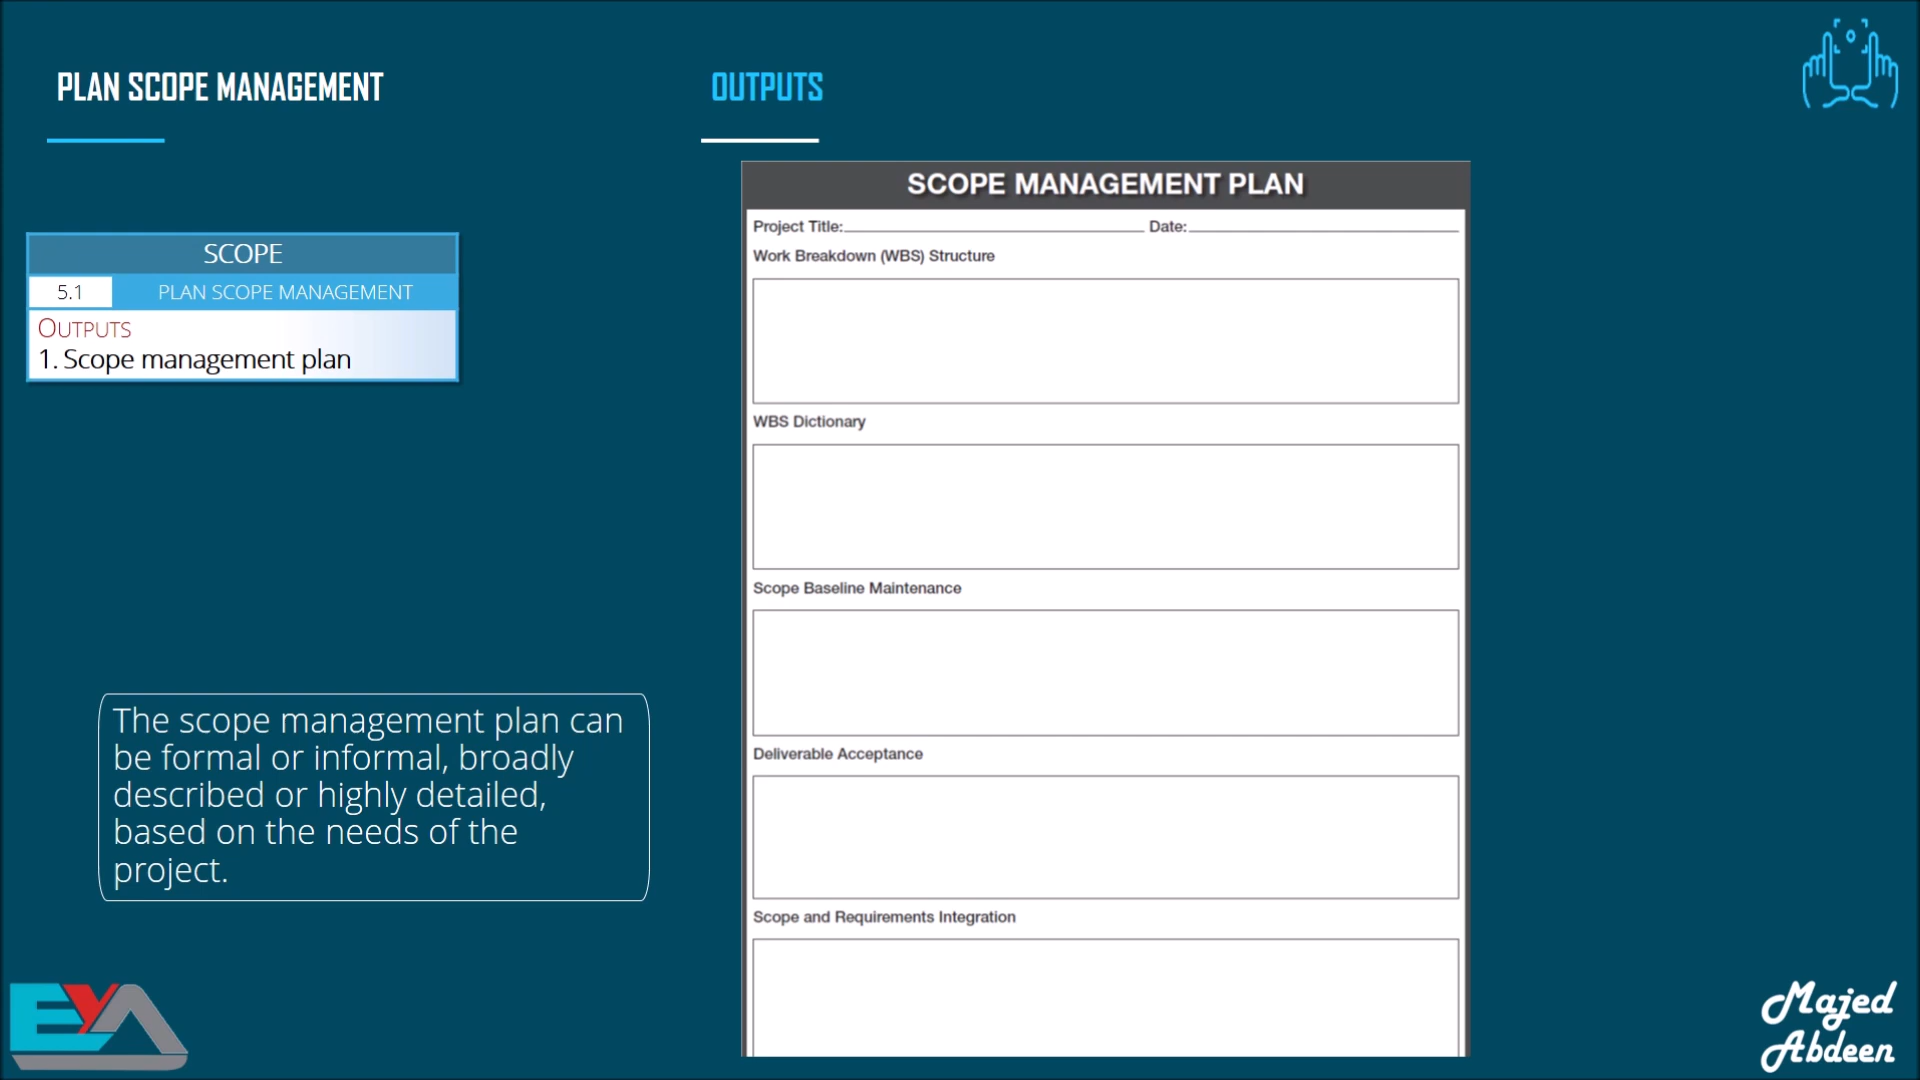 PLAN SCOPE MANAGEMENT
OUTPUTS
SCOPE
5.1 PLAN SCOPE MANAGEMENT
OUTPUTS
1. Scope management plan
The scope management plan can
be formal or informal, broadly
described or highly detailed,
based on the needs of the
project.
SCOPE MANAGEMENT PLAN
Project Title: Date:
Work Breakdown (WBS) Structure
WBS Dictionary
Scope Baseline Maintenance
Deliverable Acceptance
Scope and Requirements Integration
EYA
Majed
Abdeen